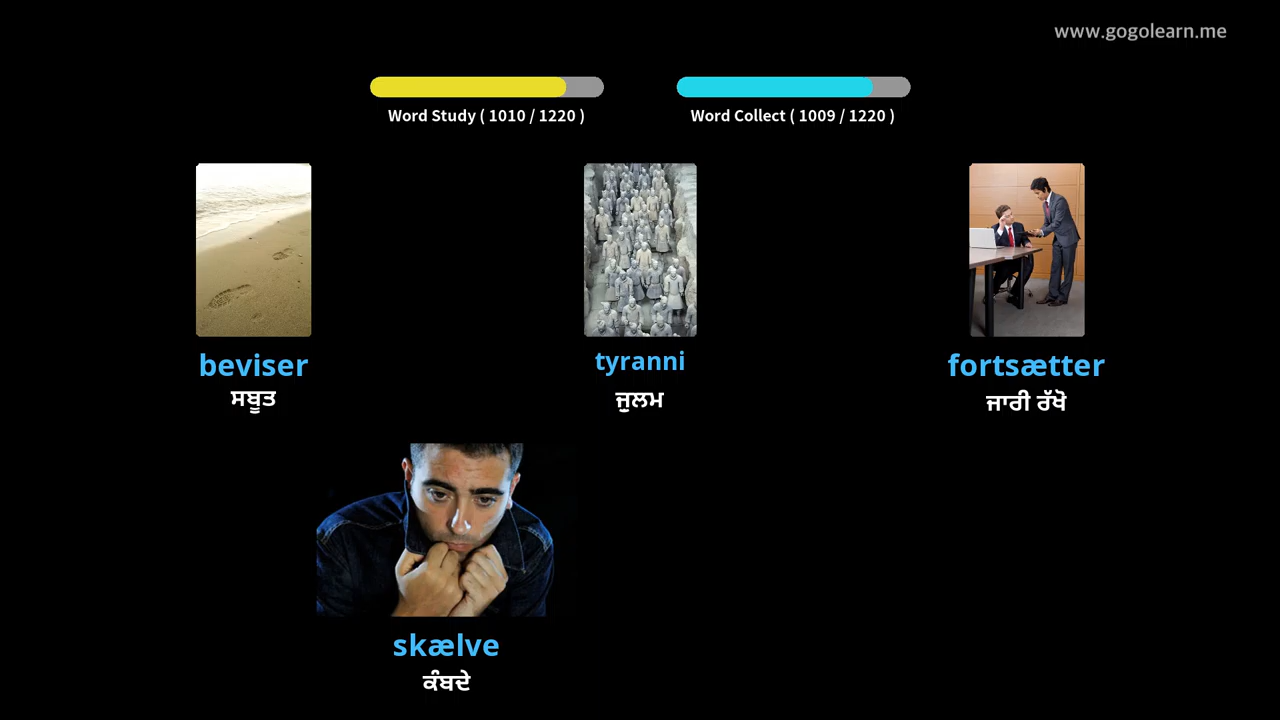 www.gogolearn.me
Word Study ( 1010 / 1220 )
Word Collect ( 1009 / 1220 )
beviser
ਸਬੂਤ
tyranni
ਜੁਲਮ
fortsætter
ਜਾਰੀ ਰੱਖੋ
skælve
ਕੰਬਦੇ